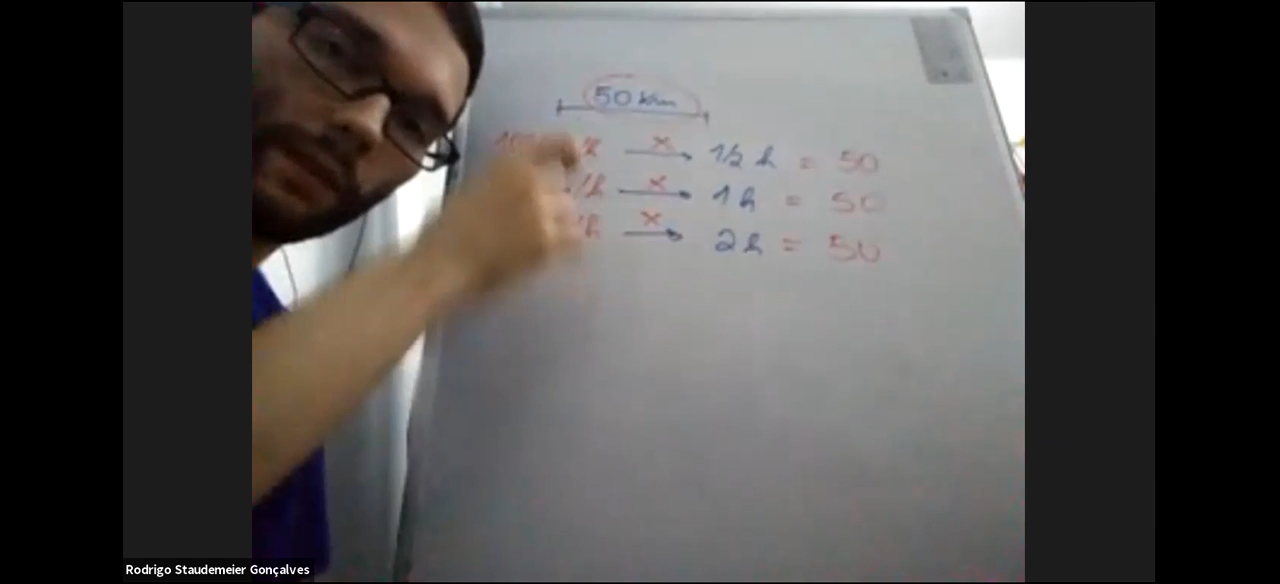 50 km
/h x 1/2 h = 50
/h x 1 h = 50
/h x 2 h = 50
Rodrigo Staudemeier Gonçalves